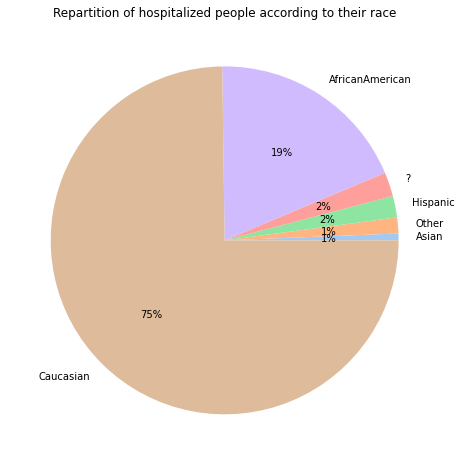 Repartition of hospitalized people according to their race
AfricanAmerican
19%
?
2%
Hispanic
2%
Other
1%
Asian
1%
75%
Caucasian